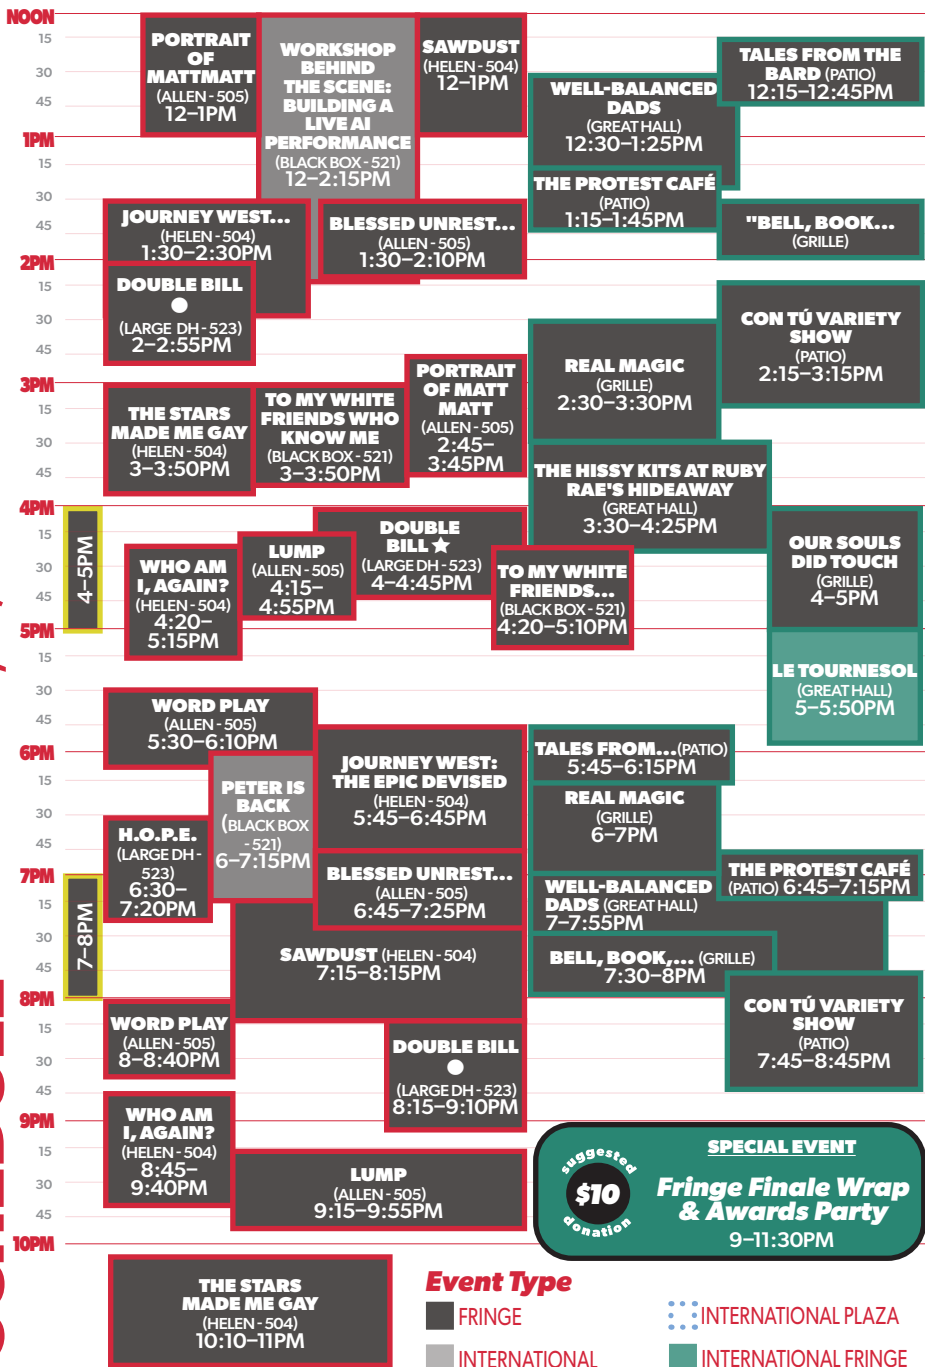 NOON
15
30
45
1PM
15
30
45
2PM
15
30
45
3PM
15
30
45
4PM
15
30
45
5PM
15
30
45
6PM
15
30
45
7PM
15
30
45
8PM
15
30
45
9PM
15
30
45
10PM
4–5PM
7–8PM
PORTRAIT
OF
MATTMATT
(ALLEN - 505)
12–1PM
WORKSHOP
BEHIND
THE SCENE:
BUILDING A
LIVE AI
PERFORMANCE
(BLACK BOX - 521)
12–2:15PM
SAWDUST
(HELEN - 504)
12–1PM
WELL-BALANCED
DADS
(GREAT HALL)
12:30–1:25PM
TALES FROM THE
BARD (PATIO)
12:15–12:45PM
THE PROTEST CAFÉ
(PATIO)
1:15–1:45PM
"BELL, BOOK...
(GRILLE)
JOURNEY WEST...
(HELEN - 504)
1:30–2:30PM
BLESSED UNREST...
(ALLEN - 505)
1:30–2:10PM
DOUBLE BILL
(LARGE DH - 523)
2–2:55PM
CON TÚ VARIETY
SHOW
(PATIO)
2:15–3:15PM
REAL MAGIC
(GRILLE)
2:30–3:30PM
THE STARS
MADE ME GAY
(HELEN - 504)
3–3:50PM
TO MY WHITE
FRIENDS WHO
KNOW ME
(BLACK BOX - 521)
3–3:50PM
PORTRAIT
OF MATT
MATT
(ALLEN - 505)
2:45–
3:45PM
THE HISSY KITS AT RUBY
RAE'S HIDEAWAY
(GREAT HALL)
3:30–4:25PM
WHO AM
I, AGAIN?
(HELEN - 504)
4:20–
5:15PM
LUMP
(ALLEN - 505)
4:15–
4:55PM
DOUBLE
BILL ★
(LARGE DH - 523)
4–4:45PM
TO MY WHITE
FRIENDS...
(BLACK BOX - 521)
4:20–5:10PM
OUR SOULS
DID TOUCH
(GRILLE)
4–5PM
LE TOURNESOL
(GREAT HALL)
5–5:50PM
WORD PLAY
(ALLEN - 505)
5:30–6:10PM
PETER IS
BACK
(BLACK BOX
- 521)
6–7:15PM
JOURNEY WEST:
THE EPIC DEVISED
(HELEN - 504)
5:45–6:45PM
TALES FROM...(PATIO)
5:45–6:15PM
REAL MAGIC
(GRILLE)
6–7PM
H.O.P.E.
(LARGE DH -
523)
6:30–
7:20PM
BLESSED UNREST...
(ALLEN - 505)
6:45–7:25PM
THE PROTEST CAFÉ
(PATIO) 6:45–7:15PM
WELL-BALANCED
DADS (GREAT HALL)
7–7:55PM
SAWDUST (HELEN - 504)
7:15–8:15PM
BELL, BOOK,... (GRILLE)
7:30–8PM
CON TÚ VARIETY
SHOW
(PATIO)
7:45–8:45PM
WORD PLAY
(ALLEN - 505)
8–8:40PM
DOUBLE BILL
(LARGE DH - 523)
8:15–9:10PM
WHO AM
I, AGAIN?
(HELEN - 504)
8:45–
9:40PM
LUMP
(ALLEN - 505)
9:15–9:55PM
SPECIAL EVENT
suggested
$10
donation
Fringe Finale Wrap
& Awards Party
9–11:30PM
THE STARS
MADE ME GAY
(HELEN - 504)
10:10–11PM
Event Type
FRINGE
INTERNATIONAL PLAZA
INTERNATIONAL
INTERNATIONAL FRINGE